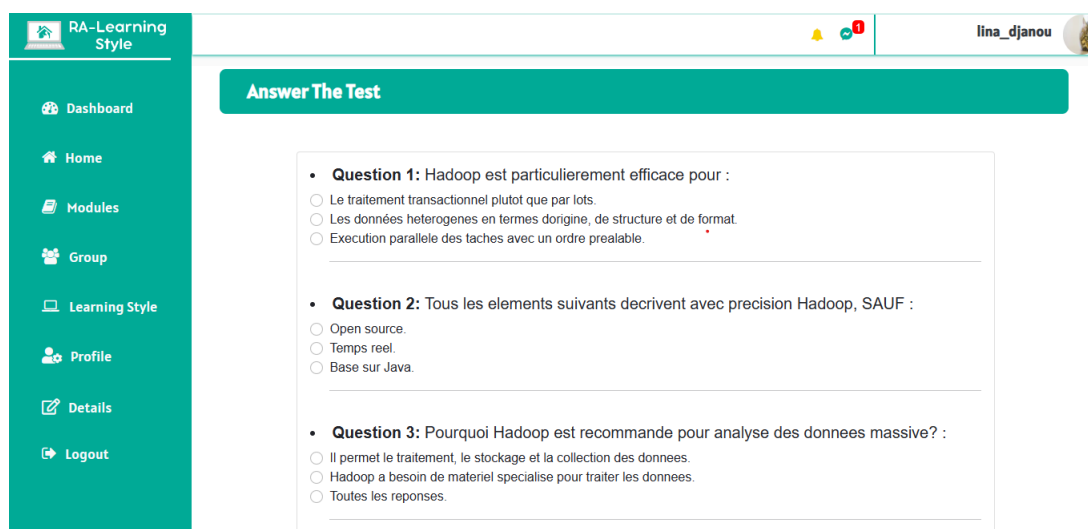 RA-Learning
Style
1
lina_djanou
Dashboard
Home
Modules
Group
Learning Style
Profile
Details
Logout
Answer The Test
• Question 1: Hadoop est particulierement efficace pour :
Le traitement transactionnel plutot que par lots.
Les données heterogenes en termes dorigine, de structure et de format.
Execution parallele des taches avec un ordre prealable.
• Question 2: Tous les elements suivants decrivent avec precision Hadoop, SAUF :
Open source.
Temps reel.
Base sur Java.
• Question 3: Pourquoi Hadoop est recommande pour analyse des donnees massive? :
Il permet le traitement, le stockage et la collection des donnees.
Hadoop a besoin de materiel specialise pour traiter les donnees.
Toutes les reponses.